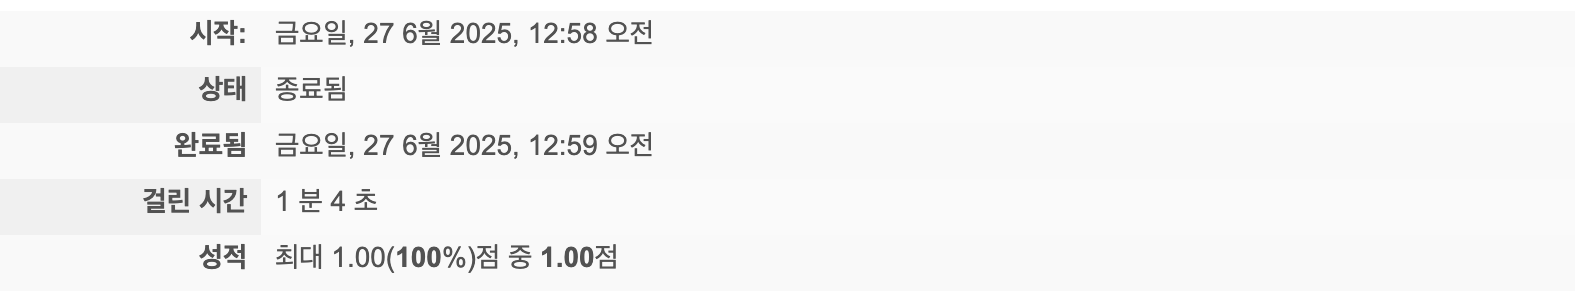 시작: 금요일, 27 6월 2025, 12:58 오전
상태 종료됨
완료됨 금요일, 27 6월 2025, 12:59 오전
걸린 시간 1 분 4 초
성적 최대 1.00(100%)점 중 1.00점